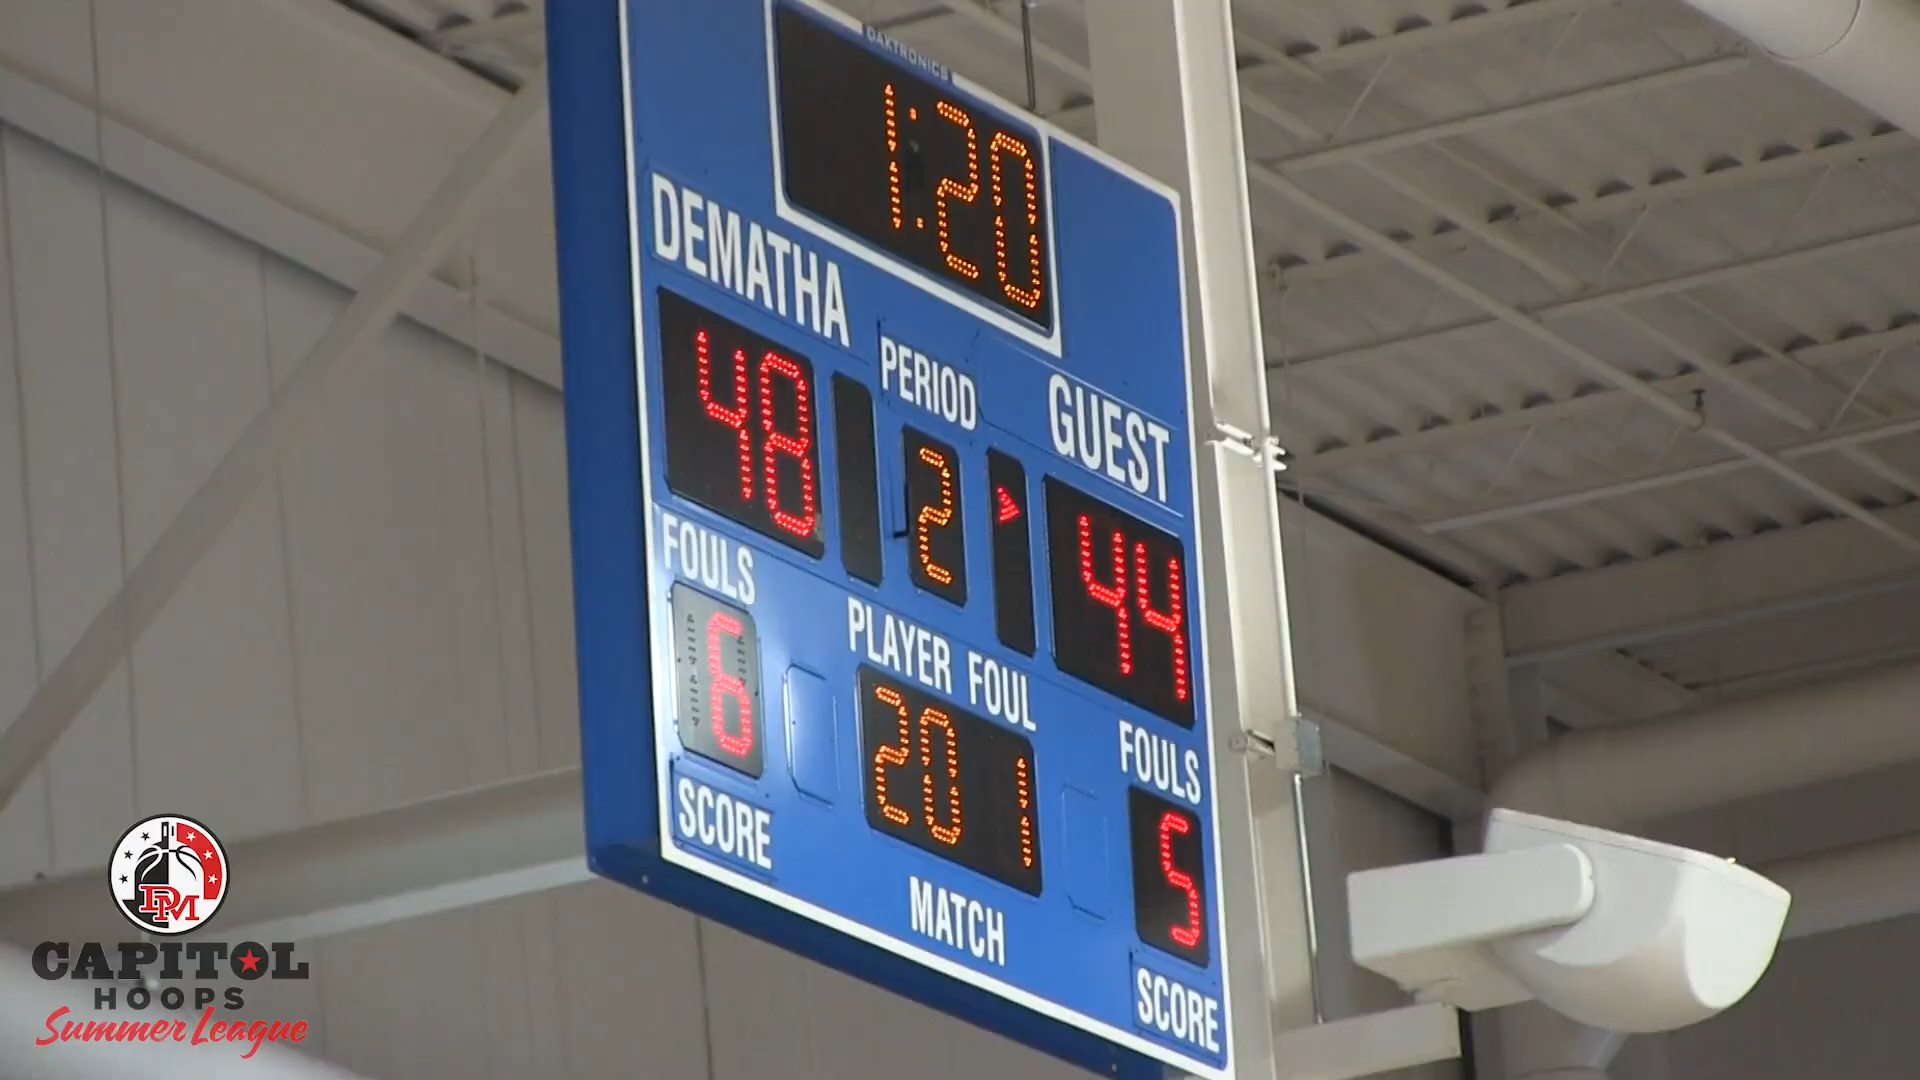 DAKTRONICS
1:20
DEMATHA
PERIOD
GUEST
48
2
44
FOULS
PLAYER FOUL
FOULS
6
20 1
5
SCORE
MATCH
SCORE
DM
CAPITOL
HOOPS
Summer League